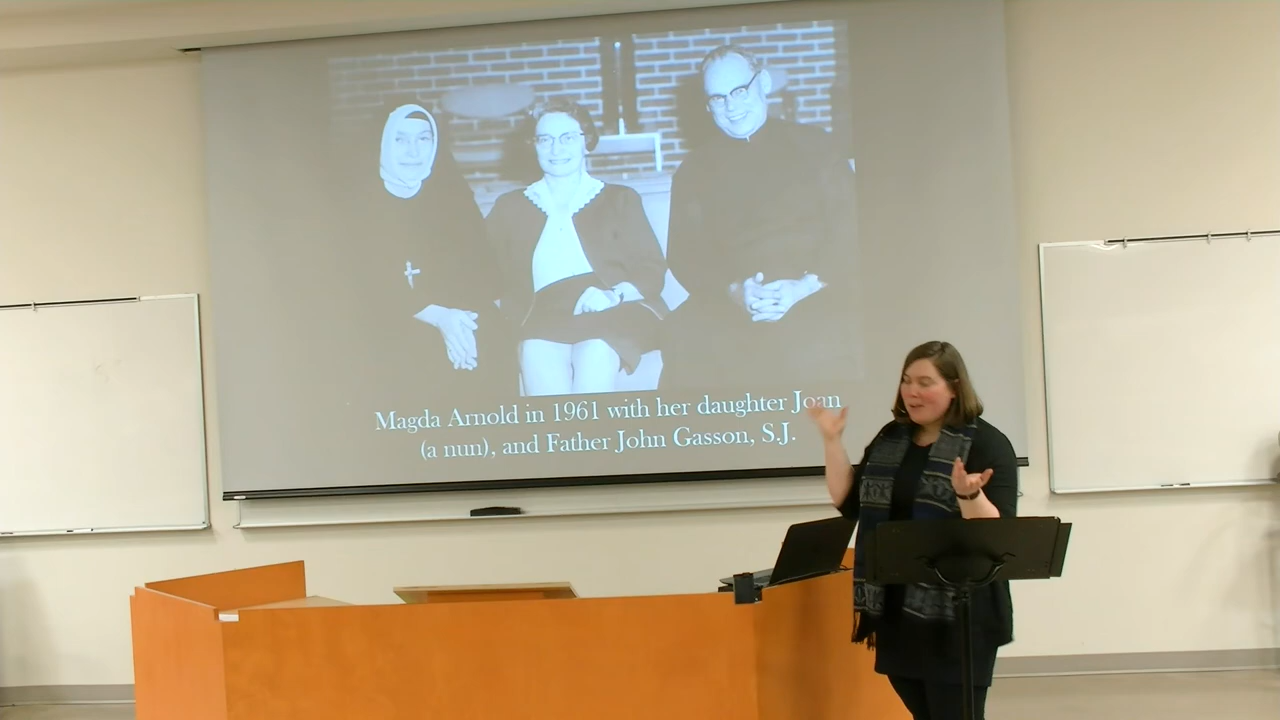 Magda Arnold in 1961 with her daughter Joan
(a nun), and Father John Gasson, S.J.